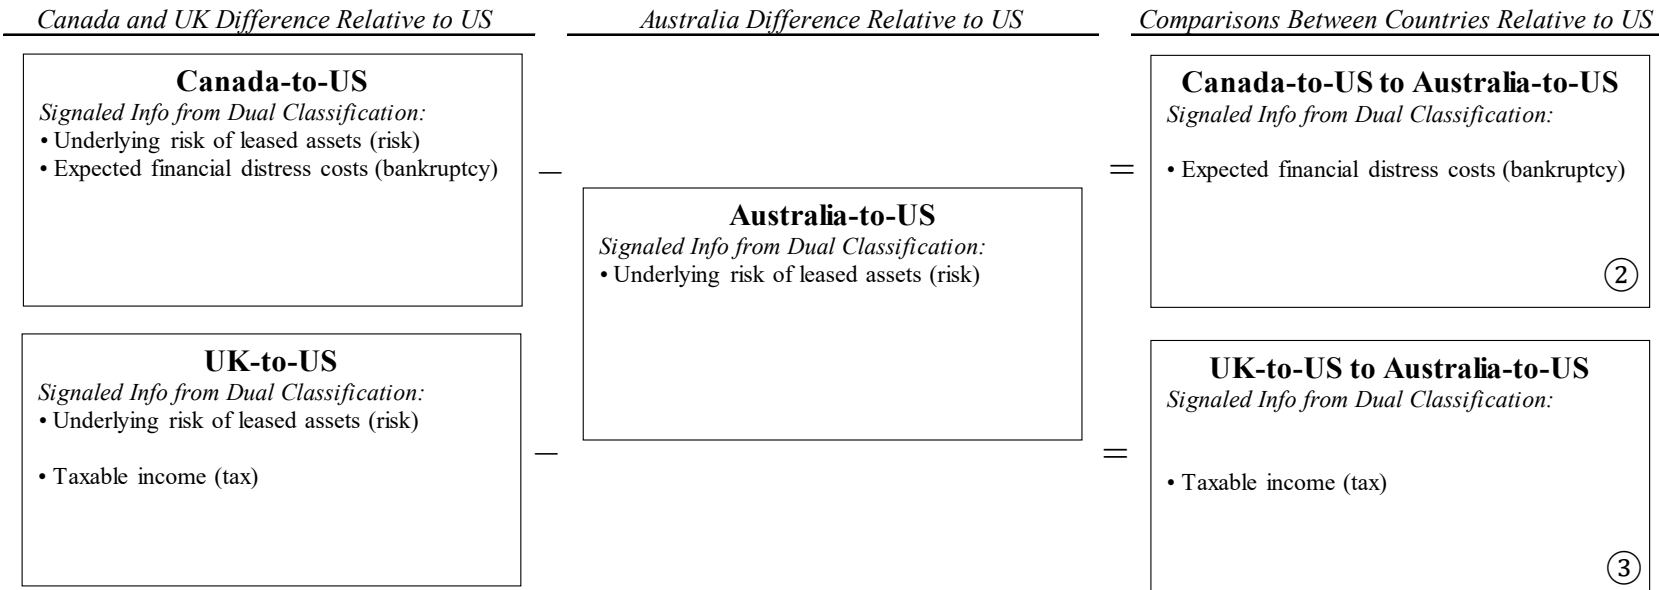 Canada and UK Difference Relative to US
Australia Difference Relative to US
Comparisons Between Countries Relative to US
Canada-to-US
Signaled Info from Dual Classification:
• Underlying risk of leased assets (risk)
• Expected financial distress costs (bankruptcy)
−
Australia-to-US
Signaled Info from Dual Classification:
• Underlying risk of leased assets (risk)
=
Canada-to-US to Australia-to-US
Signaled Info from Dual Classification:
• Expected financial distress costs (bankruptcy)
②
UK-to-US
Signaled Info from Dual Classification:
• Underlying risk of leased assets (risk)
• Taxable income (tax)
−
=
UK-to-US to Australia-to-US
Signaled Info from Dual Classification:
• Taxable income (tax)
③